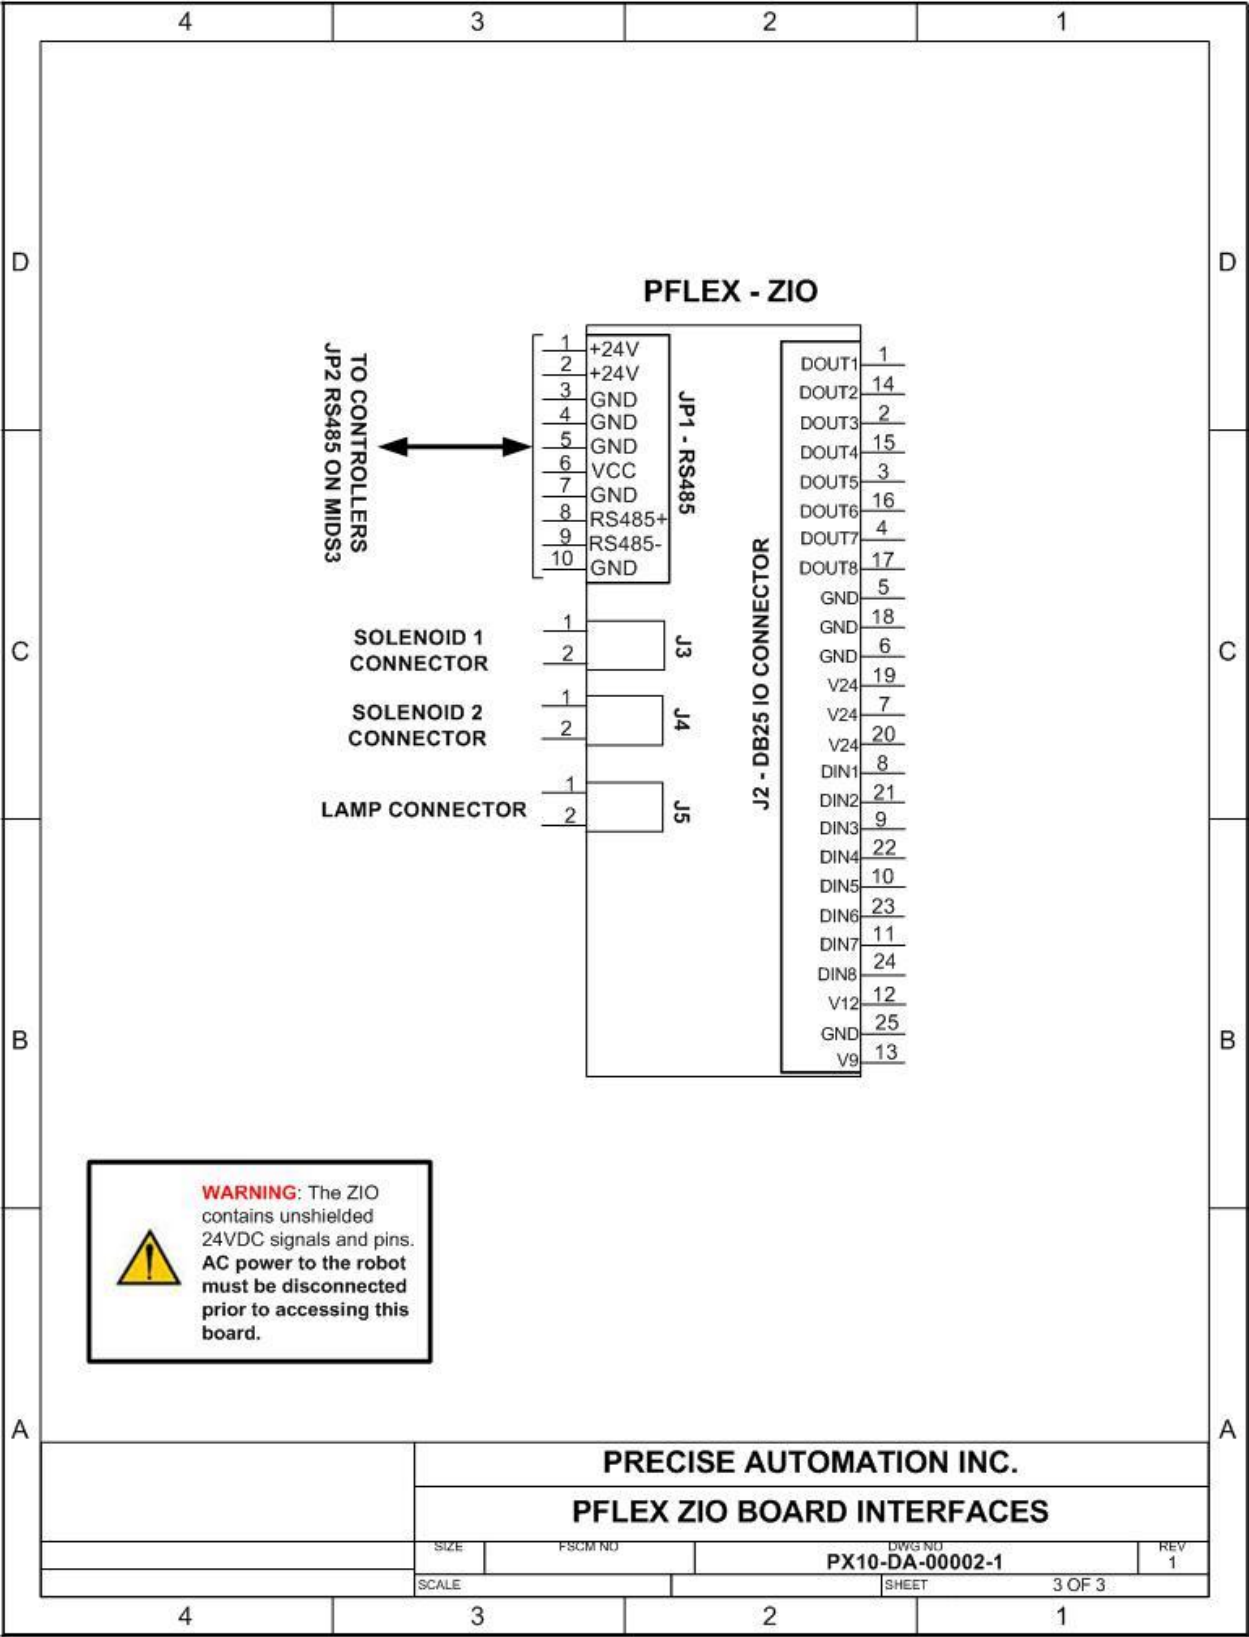 4 3 2 1
D D
PFLEX - ZIO
TO CONTROLLERS
JP2 RS485 ON MIDS3
1 +24V
2 +24V
3 GND
4 GND
5 GND
6 VCC
7 GND
8 RS485+
9 RS485-
10 GND
JP1 - RS485
SOLENOID 1
CONNECTOR
1
2
J3
SOLENOID 2
CONNECTOR
1
2
J4
LAMP CONNECTOR
1
2
J5
J2 - DB25 IO CONNECTOR
DOUT1 1
DOUT2 14
DOUT3 2
DOUT4 15
DOUT5 3
DOUT6 16
DOUT7 4
DOUT8 17
GND 5
GND 18
GND 6
V24 19
V24 7
V24 20
DIN1 8
DIN2 21
DIN3 9
DIN4 22
DIN5 10
DIN6 23
DIN7 11
DIN8 24
V12 12
GND 25
V9 13
C C
B B
WARNING: The ZIO
contains unshielded
24VDC signals and pins.
AC power to the robot
must be disconnected
prior to accessing this
board.
A A
PRECISE AUTOMATION INC.
PFLEX ZIO BOARD INTERFACES
SIZE FSCM NO DWG NO REV
PX10-DA-00002-1 1
SCALE SHEET 3 OF 3
4 3 2 1